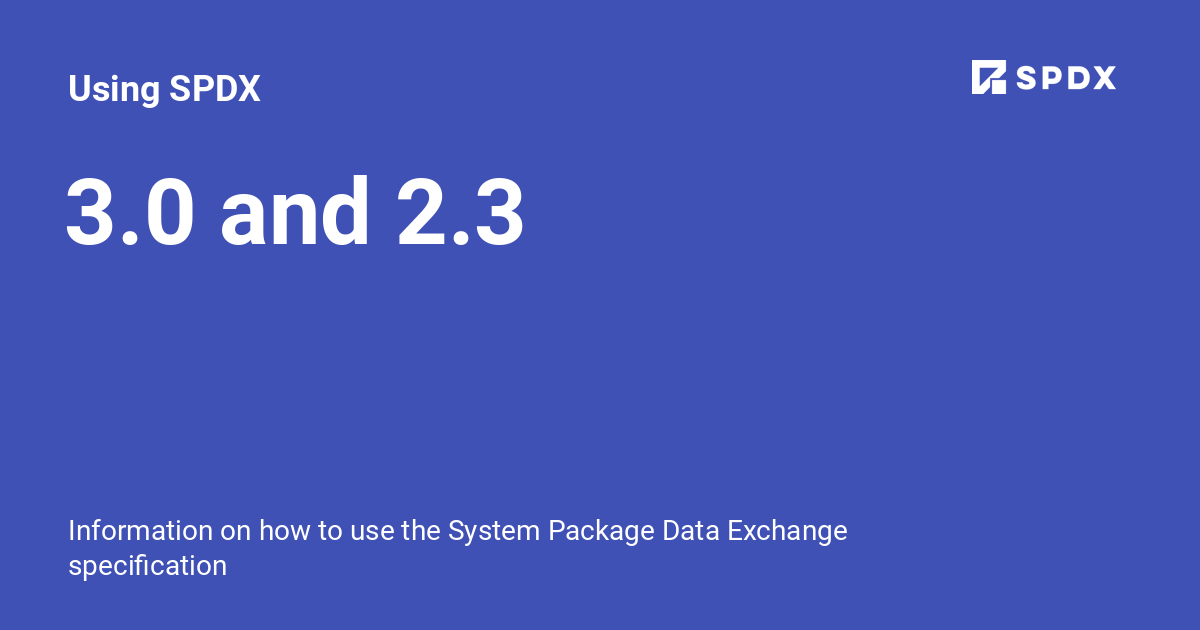 Using SPDX
SPDX
3.0 and 2.3
Information on how to use the System Package Data Exchange
specification